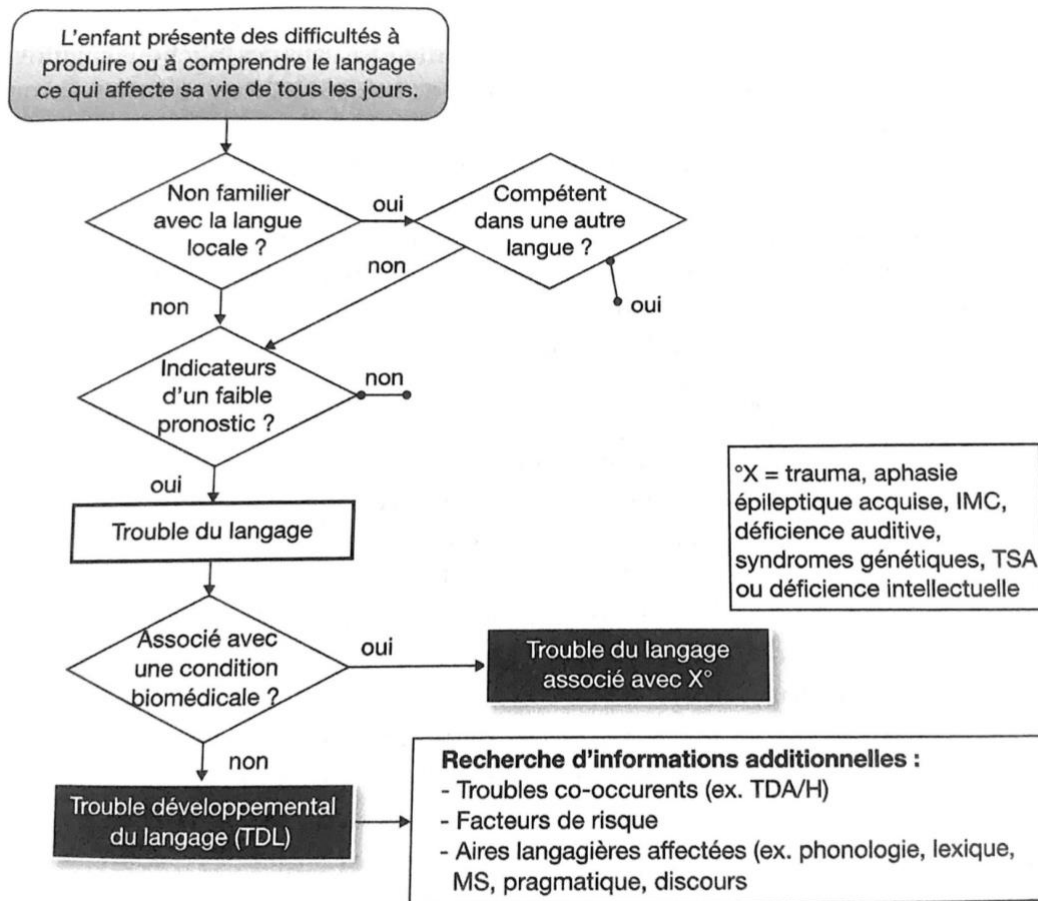 L'enfant présente des difficultés à
produire ou à comprendre le langage
ce qui affecte sa vie de tous les jours.
Non familier
avec la langue
locale ?
oui
Compétent
dans une autre
langue ?
non
oui
non
Indicateurs
d'un faible
pronostic ?
non
oui
Trouble du langage
°X = trauma, aphasie
épileptique acquise, IMC,
déficience auditive,
syndromes génétiques, TSA
ou déficience intellectuelle
Associé avec
une condition
biomédicale ?
oui
Trouble du langage
associé avec X°
non
Trouble développemental
du langage (TDL)
Recherche d'informations additionnelles :
- Troubles co-occurents (ex. TDA/H)
- Facteurs de risque
- Aires langagières affectées (ex. phonologie, lexique,
MS, pragmatique, discours